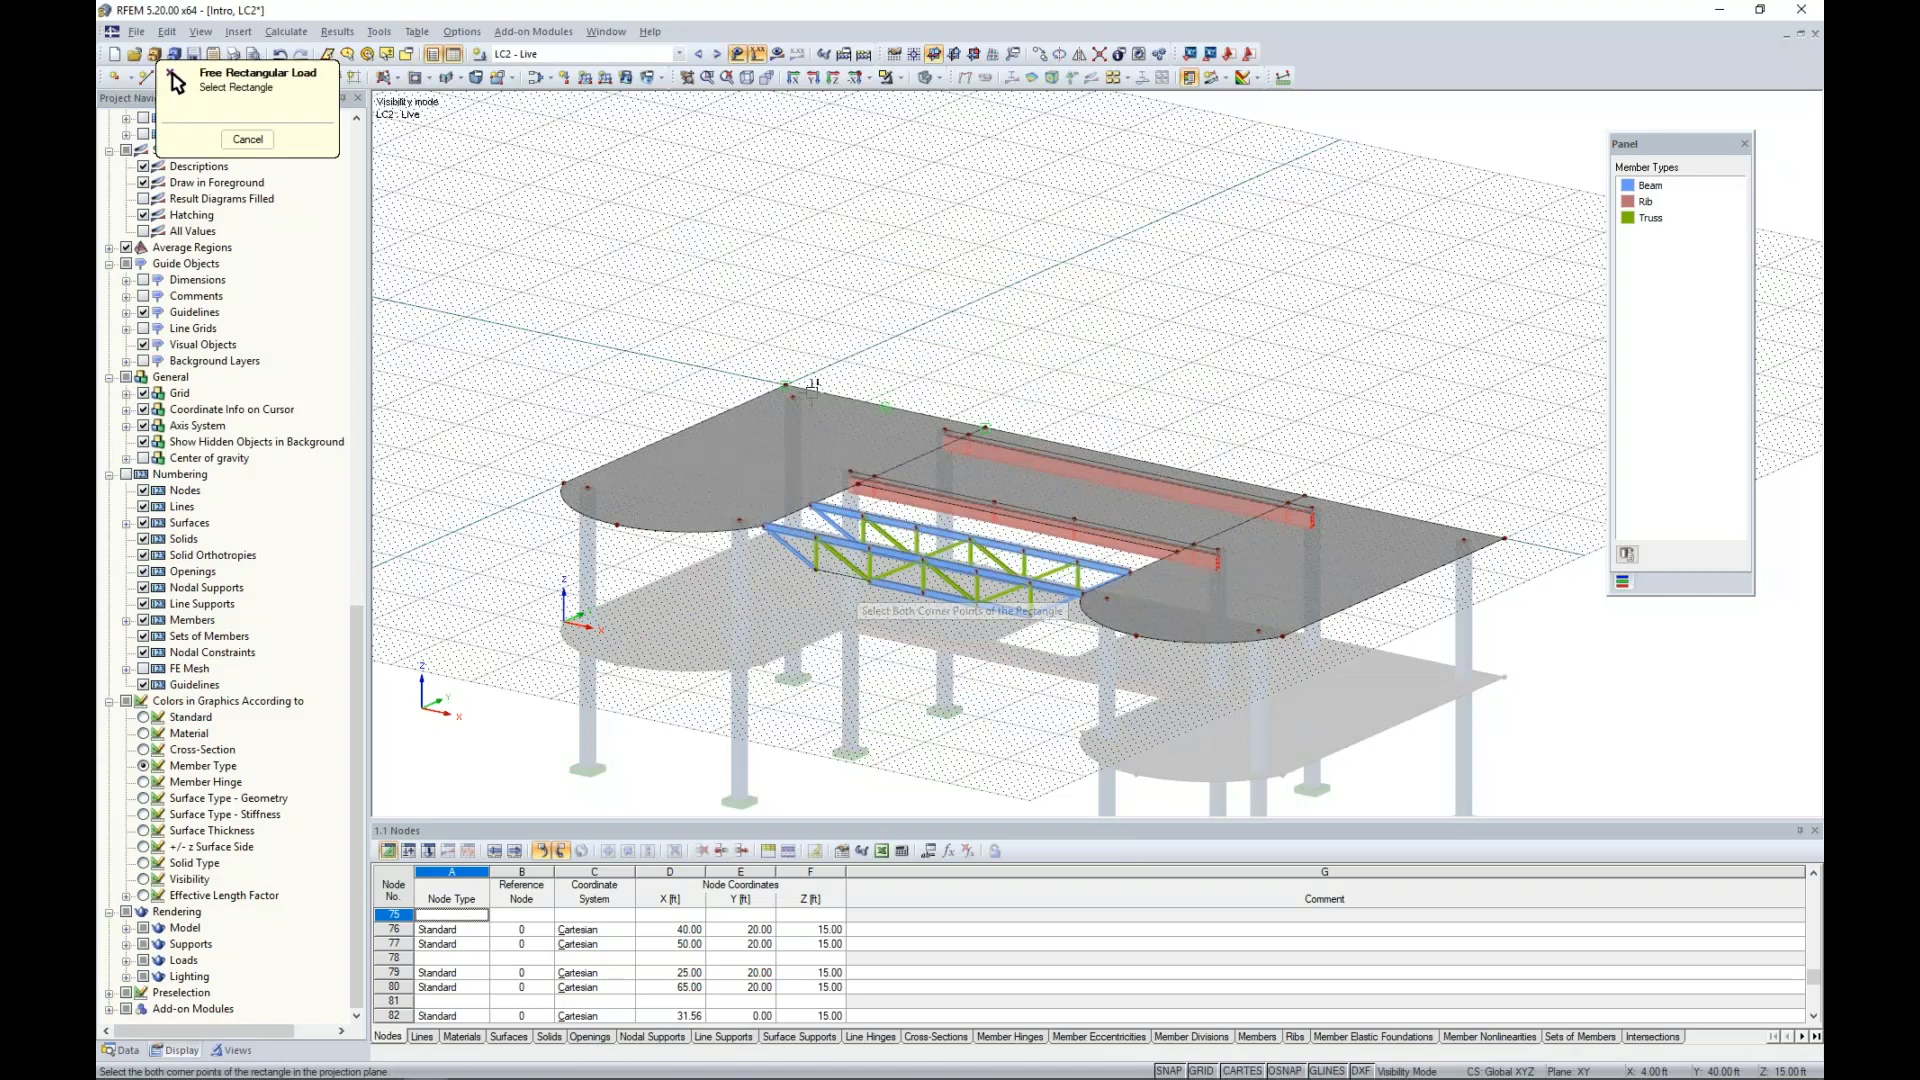 RFEM 5.20.00 x64 - [Intro, LC2*]
File Edit View Insert Calculate Results Tools Table Options Add-on Modules Window Help
LC2 - Live
Free Rectangular Load
Select Rectangle
Cancel
Project Navi
Descriptions
Draw in Foreground
Result Diagrams Filled
Hatching
All Values
Average Regions
Guide Objects
Dimensions
Comments
Guidelines
Line Grids
Visual Objects
Background Layers
General
Grid
Coordinate Info on Cursor
Axis System
Show Hidden Objects in Background
Center of gravity
Numbering
Nodes
Lines
Surfaces
Solids
Solid Orthotropies
Openings
Nodal Supports
Line Supports
Members
Sets of Members
Nodal Constraints
FE Mesh
Guidelines
Colors in Graphics According to
Standard
Material
Cross-Section
Member Type
Member Hinge
Surface Type - Geometry
Surface Type - Stiffness
Surface Thickness
+/- z Surface Side
Solid Type
Visibility
Effective Length Factor
Rendering
Model
Supports
Loads
Lighting
Preselection
Add-on Modules
Data Display Views
Visibility mode
LC2 : Live
Select Both Corner Points of the Rectangle
Z
X
Z
Y
X
Panel
Member Types
Beam
Rib
Truss
1.1 Nodes
A B C D E F G
Node Reference Coordinate Node Coordinates
No. Node Type Node System X [ft] Y [ft] Z [ft] Comment
75
76 Standard 0 Cartesian 40.00 20.00 15.00
77 Standard 0 Cartesian 50.00 20.00 15.00
78
79 Standard 0 Cartesian 25.00 20.00 15.00
80 Standard 0 Cartesian 65.00 20.00 15.00
81
82 Standard 0 Cartesian 31.56 0.00 15.00
Nodes Lines Materials Surfaces Solids Openings Nodal Supports Line Supports Surface Supports Line Hinges Cross-Sections Member Hinges Member Eccentricities Member Divisions Members Ribs Member Elastic Foundations Member Nonlinearities Sets of Members Intersections
Select the both corner points of the rectangle in the projection plane. SNAP GRID CARTES OSNAP GLINES DXF Visibility Mode CS: Global XYZ Plane: XY X: 4.00 ft Y: 40.00 ft Z: 15.00 ft